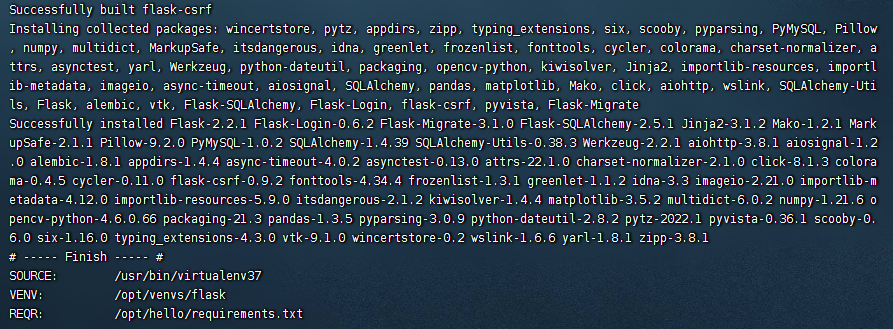 Successfully built flask-csrf
Installing collected packages: wincertstore, pytz, appdirs, zipp, typing_extensions, six, scooby, pyparsing, PyMySQL, Pillow
, numpy, multidict, MarkupSafe, itsdangerous, idna, greenlet, frozenlist, fonttools, cycler, colorama, charset-normalizer, a
ttrs, asynctest, yarl, Werkzeug, python-dateutil, packaging, opencv-python, kiwisolver, Jinja2, importlib-resources, importl
ib-metadata, imageio, async-timeout, aiosignal, SQLAlchemy, pandas, matplotlib, Mako, click, aiohttp, wslink, SQLAlchemy-Uti
ls, Flask, alembic, vtk, Flask-SQLAlchemy, Flask-Login, flask-csrf, pyvista, Flask-Migrate
Successfully installed Flask-2.2.1 Flask-Login-0.6.2 Flask-Migrate-3.1.0 Flask-SQLAlchemy-2.5.1 Jinja2-3.1.2 Mako-1.2.1 Mark
upSafe-2.1.1 Pillow-9.2.0 PyMySQL-1.0.2 SQLAlchemy-1.4.39 SQLAlchemy-Utils-0.38.3 Werkzeug-2.2.1 aiohttp-3.8.1 aiosignal-1.2
.0 alembic-1.8.1 appdirs-1.4.4 async-timeout-4.0.2 asynctest-0.13.0 attrs-22.1.0 charset-normalizer-2.1.0 click-8.1.3 colora
ma-0.4.5 cycler-0.11.0 flask-csrf-0.9.2 fonttools-4.34.4 frozenlist-1.3.1 greenlet-1.1.2 idna-3.3 imageio-2.21.0 importlib-m
etadata-4.12.0 importlib-resources-5.9.0 itsdangerous-2.1.2 kiwisolver-1.4.4 matplotlib-3.5.2 multidict-6.0.2 numpy-1.21.6 o
pencv-python-4.6.0.66 packaging-21.3 pandas-1.3.5 pyparsing-3.0.9 python-dateutil-2.8.2 pytz-2022.1 pyvista-0.36.1 scooby-0.
6.0 six-1.16.0 typing_extensions-4.3.0 vtk-9.1.0 wincertstore-0.2 wslink-1.6.6 yarl-1.8.1 zipp-3.8.1
# ----- Finish ----- #
SOURCE: /usr/bin/virtualenv37
VENV: /opt/venvs/flask
REQR: /opt/hello/requirements.txt